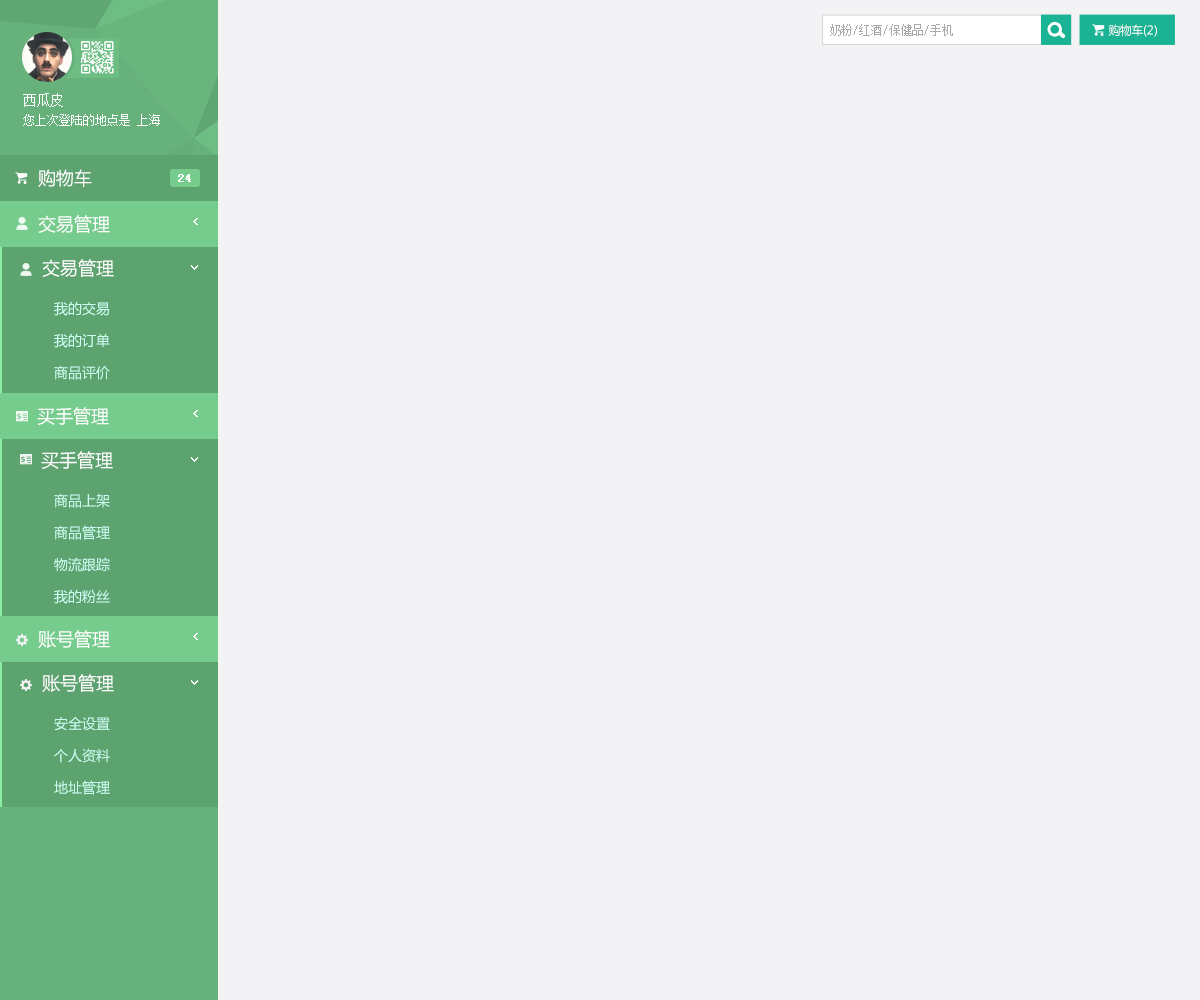 奶粉/红酒/保健品/手机
购物车(2)
西瓜皮
您上次登陆的地点是 上海
购物车 24
交易管理
交易管理
我的交易
我的订单
商品评价
买手管理
买手管理
商品上架
商品管理
物流跟踪
我的粉丝
账号管理
账号管理
安全设置
个人资料
地址管理